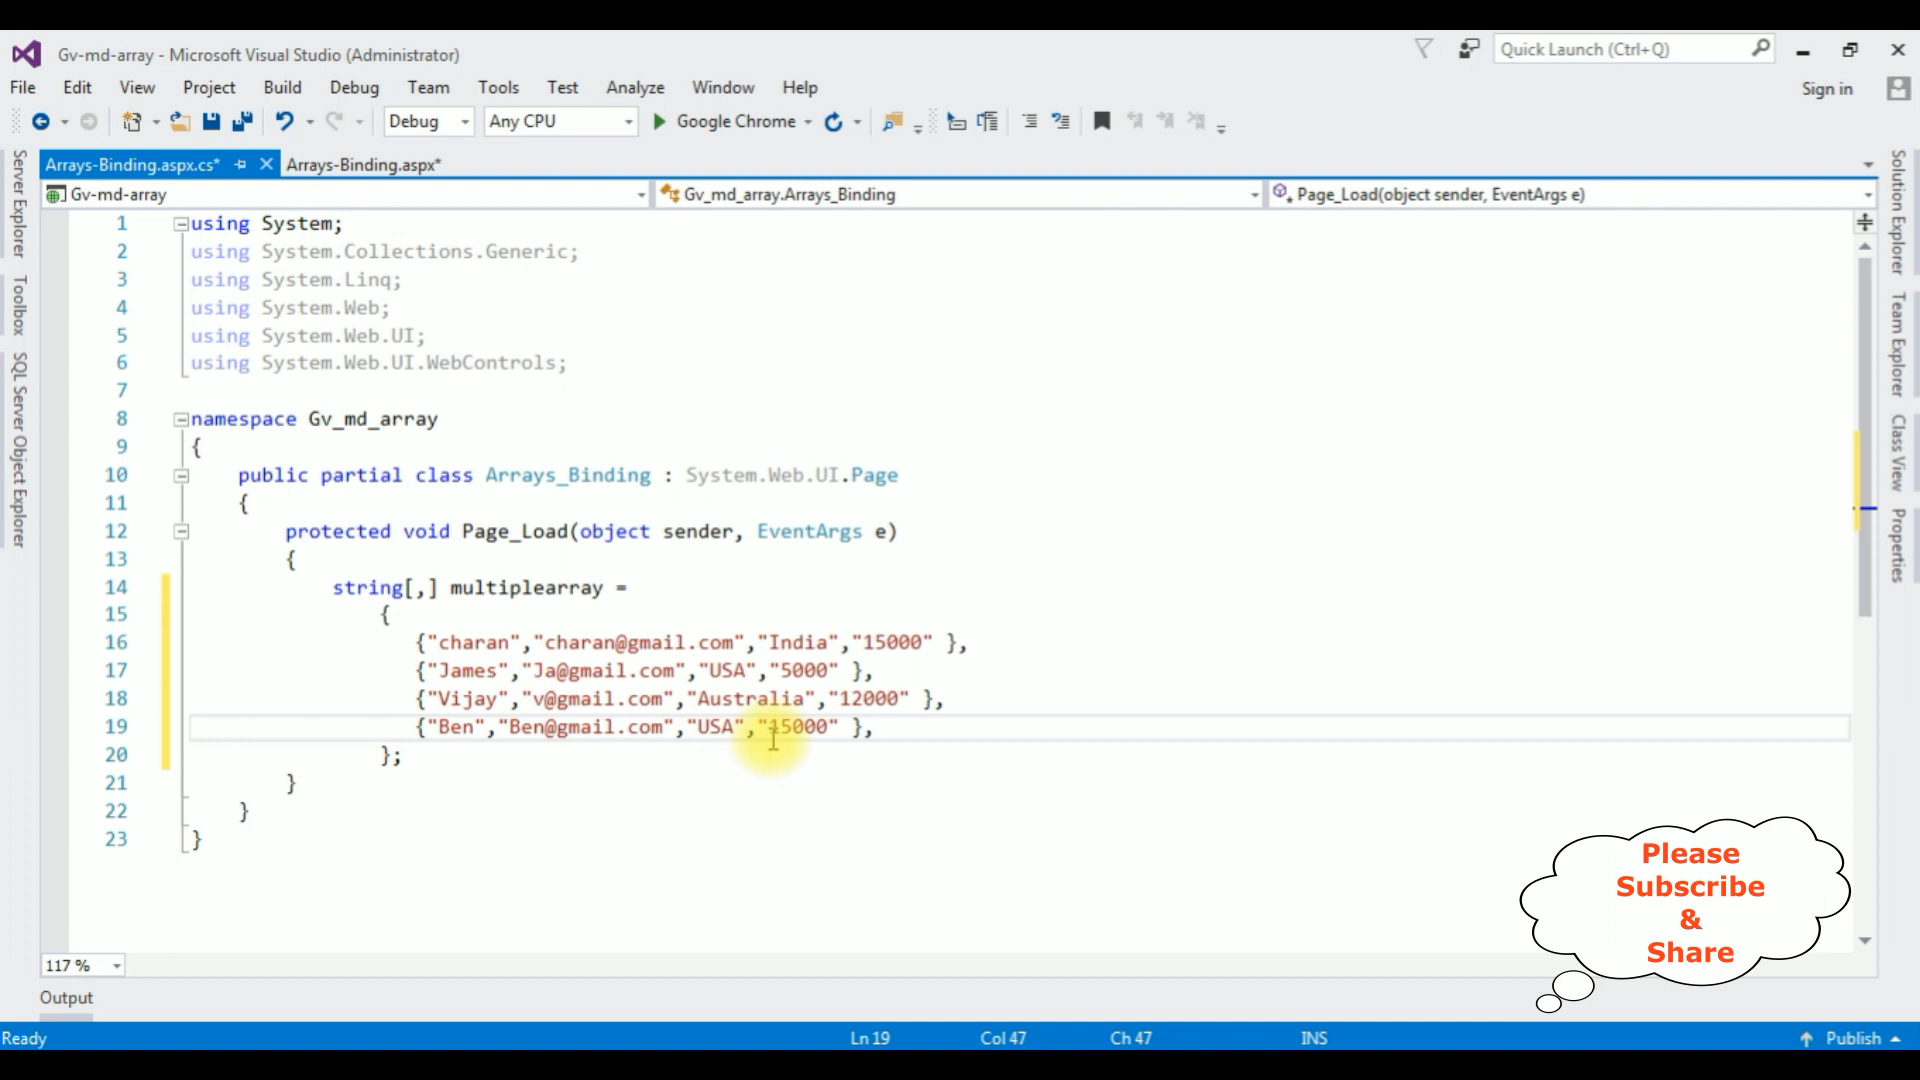 Gv-md-array - Microsoft Visual Studio (Administrator)
Quick Launch (Ctrl+Q)
File Edit View Project Build Debug Team Tools Test Analyze Window Help
Sign in
Debug Any CPU Google Chrome
Arrays-Binding.aspx.cs* Arrays-Binding.aspx*
Gv-md-array Gv_md_array.Arrays_Binding Page_Load(object sender, EventArgs e)
Server Explorer
Toolbox
SQL Server Object Explorer
1 using System;
2 using System.Collections.Generic;
3 using System.Linq;
4 using System.Web;
5 using System.Web.UI;
6 using System.Web.UI.WebControls;
7
8 namespace Gv_md_array
9 {
10 public partial class Arrays_Binding : System.Web.UI.Page
11 {
12 protected void Page_Load(object sender, EventArgs e)
13 {
14 string[,] multiplearray =
15 {
16 {"charan","charan@gmail.com","India","15000" },
17 {"James","Ja@gmail.com","USA","5000" },
18 {"Vijay","v@gmail.com","Australia","12000" },
19 {"Ben","Ben@gmail.com","USA","15000" },
20 };
21 }
22 }
23 }
Solution Explorer
Team Explorer
Class View
Properties
Please
Subscribe
&
Share
117 %
Output
Ready Ln 19 Col 47 Ch 47 INS Publish